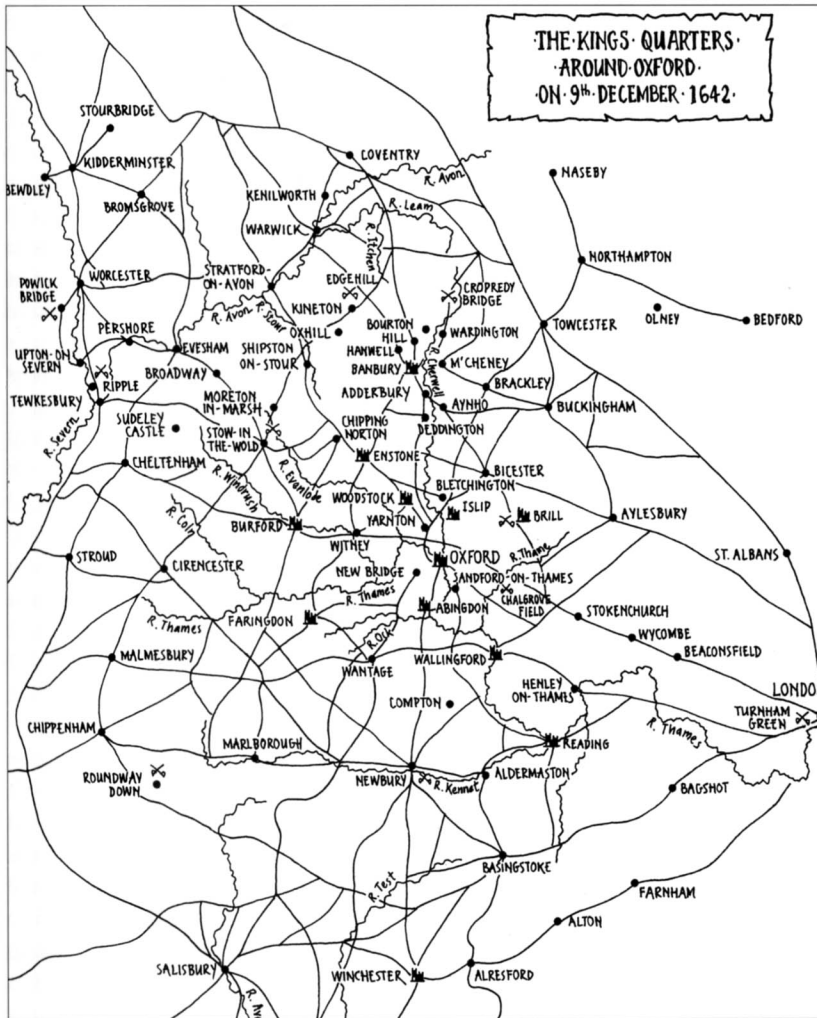 ·THE·KINGS·QUARTERS·
·AROUND·OXFORD·
·ON·9th·DECEMBER·1642·
STOURBRIDGE
KIDDERMINSTER
BEWDLEY
BROMSGROVE
COVENTRY
R. Avon
NASEBY
KENILWORTH
R. Leam
WARWICK
R. Itchen
NORTHAMPTON
WORCESTER
STRATFORD-
ON-AVON
EDGEHILL
CROPREDY
BRIDGE
POWICK
BRIDGE
KINETON
OLNEY
BEDFORD
R. Avon
R. Stour
OXHILL
BOURTON
HILL
WARDINGTON
TOWCESTER
PERSHORE
EVESHAM
SHIPSTON
ON-STOUR
HANWELL
BANBURY
R. Cherwell
M'CHENEY
UPTON-ON
SEVERN
BROADWAY
RIPPLE
BRACKLEY
ADDERBURY
AYNHO
BUCKINGHAM
TEWKESBURY
MORETON
IN-MARSH
DEDDINGTON
SUDELEY
CASTLE
CHIPPING
NORTON
STOW-IN
THE-WOLD
R. Severn
ENSTONE
CHELTENHAM
R. Windrush
R. Evenlode
BICESTER
BLETCHINGTON
WOODSTOCK
ISLIP
BRILL
AYLESBURY
R. Coln
BURFORD
YARNTON
WITNEY
OXFORD
R. Thame
ST. ALBANS
STROUD
CIRENCESTER
NEW BRIDGE
SANDFORD-ON-THAMES
R. Thames
CHALGROVE
FIELD
ABINGDON
STOKENCHURCH
R. Thames
FARINGDON
WYCOMBE
R. Ock
BEACONSFIELD
MALMESBURY
WANTAGE
WALLINGFORD
HENLEY
ON-THAMES
LONDO
COMPTON
TURNHAM
GREEN
CHIPPENHAM
R. Thames
MARLBOROUGH
READING
ROUNDWAY
DOWN
NEWBURY
R. Kennet
ALDERMASTON
BAGSHOT
BASINGSTOKE
R. Test
FARNHAM
ALTON
SALISBURY
WINCHESTER
ALRESFORD
R. Av